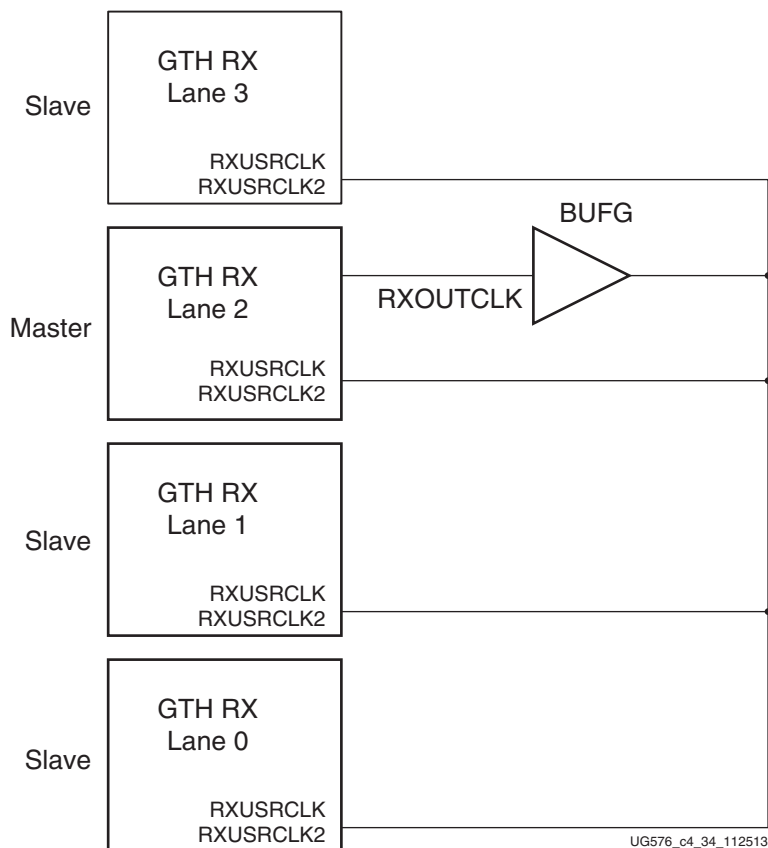 GTH RX
Lane 3
Slave
RXUSRCLK
RXUSRCLK2
BUFG
GTH RX
Lane 2
RXOUTCLK
Master
RXUSRCLK
RXUSRCLK2
GTH RX
Lane 1
Slave
RXUSRCLK
RXUSRCLK2
GTH RX
Lane 0
Slave
RXUSRCLK
RXUSRCLK2
UG576_c4_34_112513